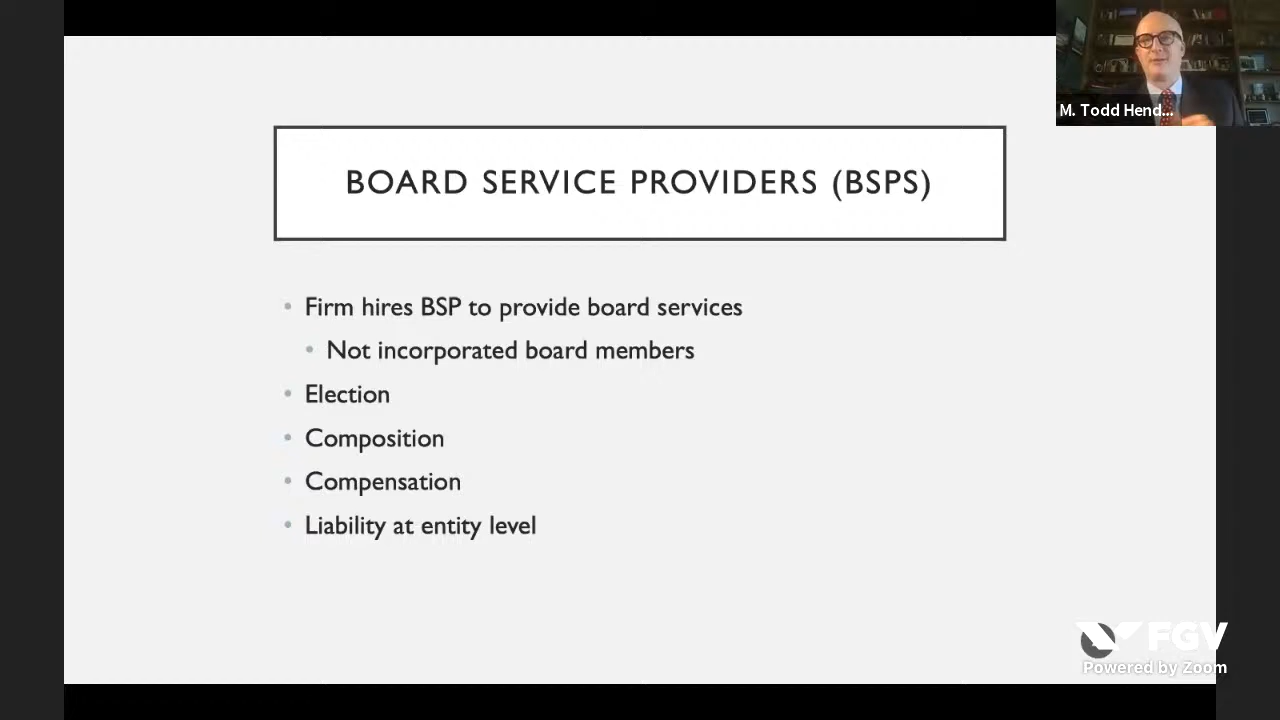 M. Todd Hend...
BOARD SERVICE PROVIDERS (BSPS)
• Firm hires BSP to provide board services
• Not incorporated board members
• Election
• Composition
• Compensation
• Liability at entity level
FGV
Powered by Zoom